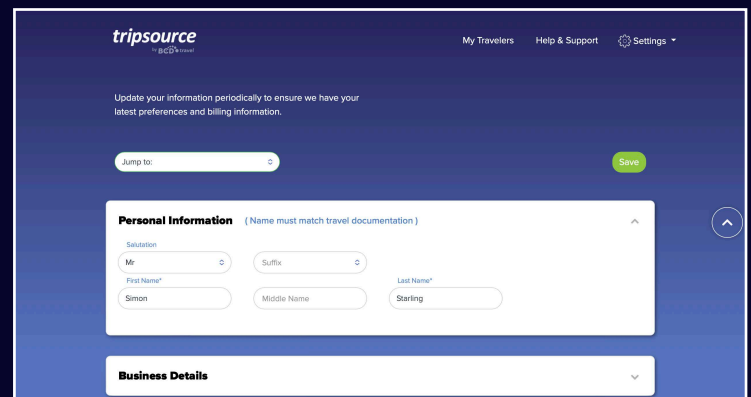 tripsource
by BCD travel
My Travelers Help & Support Settings
Update your information periodically to ensure we have your
latest preferences and billing information.
Jump to:
Save
Personal Information ( Name must match travel documentation )
Salutation
Mr Suffix
First Name* Last Name*
Simon Middle Name Starling
Business Details